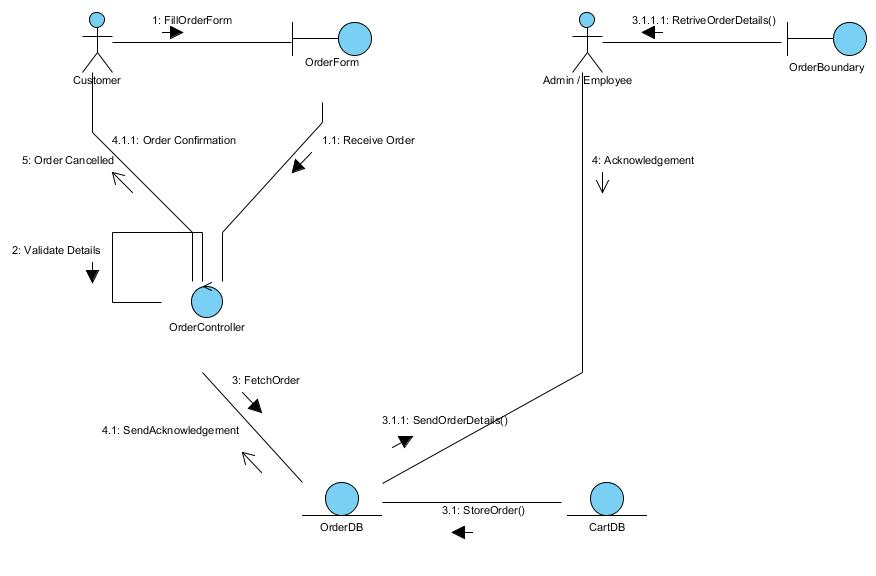 1: FillOrderForm
3.1.1.1: RetriveOrderDetails()
OrderForm
OrderBoundary
Customer
Admin / Employee
4.1.1: Order Confirmation
1.1: Receive Order
5: Order Cancelled
4: Acknowledgement
2: Validate Details
OrderController
3: FetchOrder
3.1.1: SendOrderDetails()
4.1: SendAcknowledgement
3.1: StoreOrder()
OrderDB
CartDB